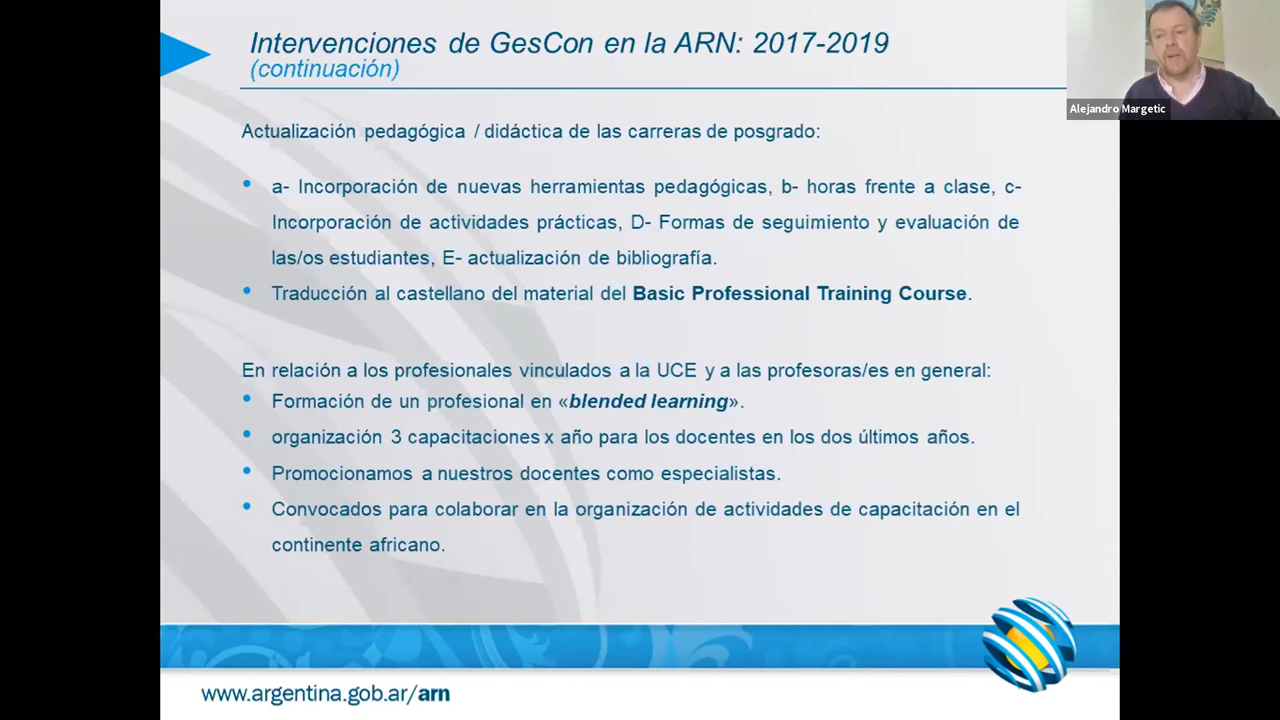 Intervenciones de GesCon en la ARN: 2017-2019
(continuación)
Alejandro Margetic
Actualización pedagógica / didáctica de las carreras de posgrado:
• a- Incorporación de nuevas herramientas pedagógicas, b- horas frente a clase, c-
Incorporación de actividades prácticas, D- Formas de seguimiento y evaluación de
las/os estudiantes, E- actualización de bibliografía.
• Traducción al castellano del material del Basic Professional Training Course.
En relación a los profesionales vinculados a la UCE y a las profesoras/es en general:
• Formación de un profesional en «blended learning».
• organización 3 capacitaciones x año para los docentes en los dos últimos años.
• Promocionamos a nuestros docentes como especialistas.
• Convocados para colaborar en la organización de actividades de capacitación en el
continente africano.
www.argentina.gob.ar/arn